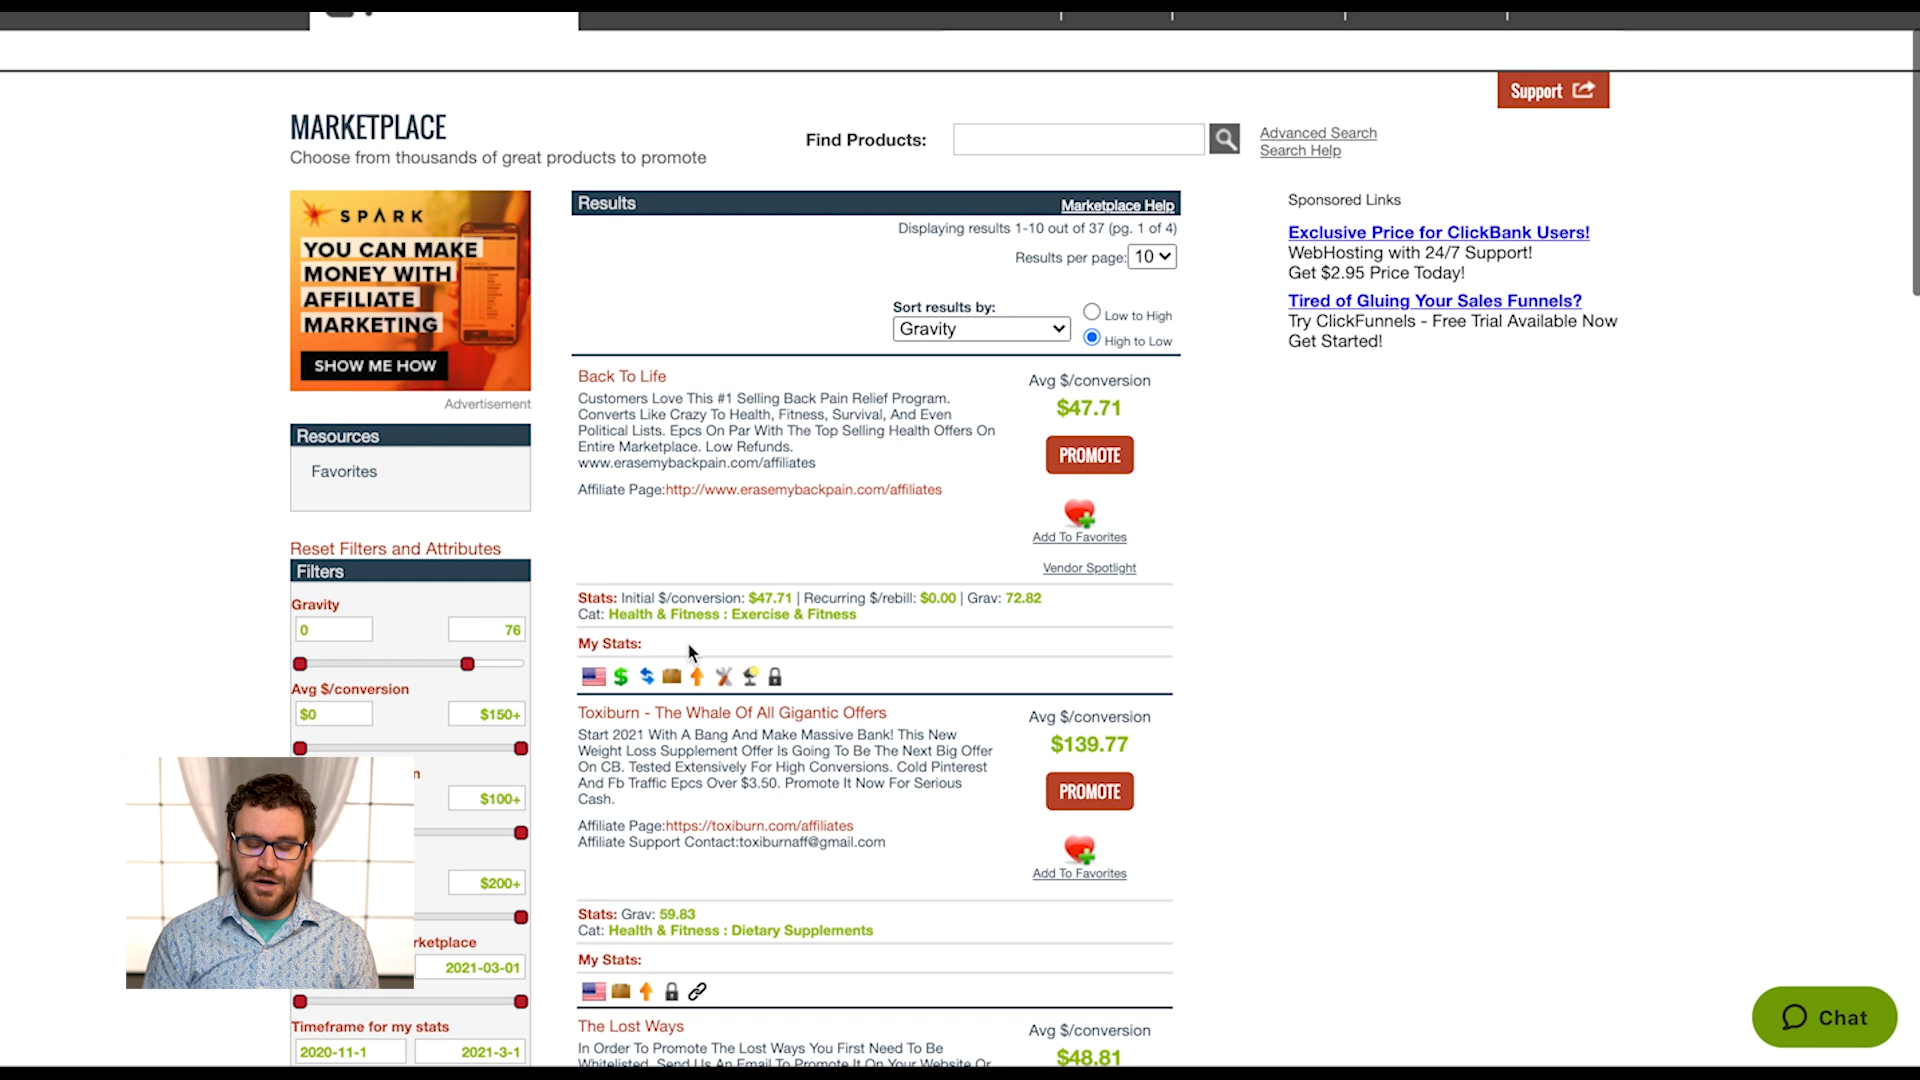 Support
MARKETPLACE
Choose from thousands of great products to promote
Find Products:
Advanced Search
Search Help
SPARK
YOU CAN MAKE
MONEY WITH
AFFILIATE
MARKETING
SHOW ME HOW
Advertisement
Resources
Favorites
Reset Filters and Attributes
Filters
Gravity
0 76
Avg $/conversion
$0 $150+
$100+
$200+
2021-03-01
Timeframe for my stats
2020-11-1 2021-3-1
Results Marketplace Help
Displaying results 1-10 out of 37 (pg. 1 of 4)
Results per page: 10
Sort results by:
Gravity
Low to High
High to Low
Back To Life
Customers Love This #1 Selling Back Pain Relief Program.
Converts Like Crazy To Health, Fitness, Survival, And Even
Political Lists. Epcs On Par With The Top Selling Health Offers On
Entire Marketplace. Low Refunds.
www.erasemybackpain.com/affiliates
Affiliate Page:http://www.erasemybackpain.com/affiliates
Avg $/conversion
$47.71
PROMOTE
Add To Favorites
Vendor Spotlight
Stats: Initial $/conversion: $47.71 | Recurring $/rebill: $0.00 | Grav: 72.82
Cat: Health & Fitness : Exercise & Fitness
My Stats:
Toxiburn - The Whale Of All Gigantic Offers
Start 2021 With A Bang And Make Massive Bank! This New
Weight Loss Supplement Offer Is Going To Be The Next Big Offer
On CB. Tested Extensively For High Conversions. Cold Pinterest
And Fb Traffic Epcs Over $3.50. Promote It Now For Serious
Cash.
Affiliate Page:https://toxiburn.com/affiliates
Affiliate Support Contact:toxiburnaff@gmail.com
Avg $/conversion
$139.77
PROMOTE
Add To Favorites
Stats: Grav: 59.83
Cat: Health & Fitness : Dietary Supplements
My Stats:
The Lost Ways
In Order To Promote The Lost Ways You First Need To Be
Whitelisted. Send Us An Email To Promote It On Your Website Or
Avg $/conversion
$48.81
Sponsored Links
Exclusive Price for ClickBank Users!
WebHosting with 24/7 Support!
Get $2.95 Price Today!
Tired of Gluing Your Sales Funnels?
Try ClickFunnels - Free Trial Available Now
Get Started!
Chat